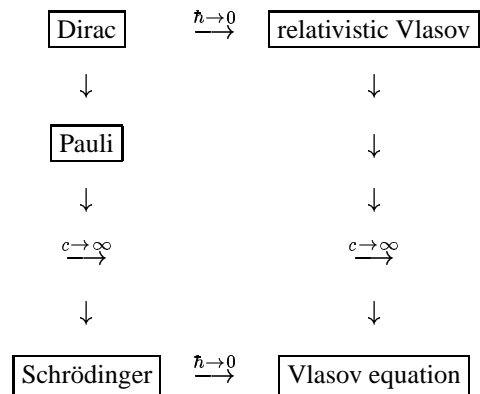 Dirac ℏ→0 ⟶ relativistic Vlasov
↓ ↓
Pauli ↓
↓ ↓
c→∞ ⟶ c→∞ ⟶
↓ ↓
Schrödinger ℏ→0 ⟶ Vlasov equation